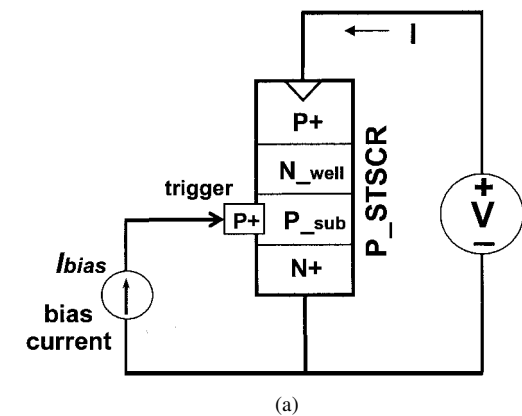 I
P+
N_well
P_sub
N+
P_STSCR
trigger
P+
Ibias
bias
current
+
V
−
(a)